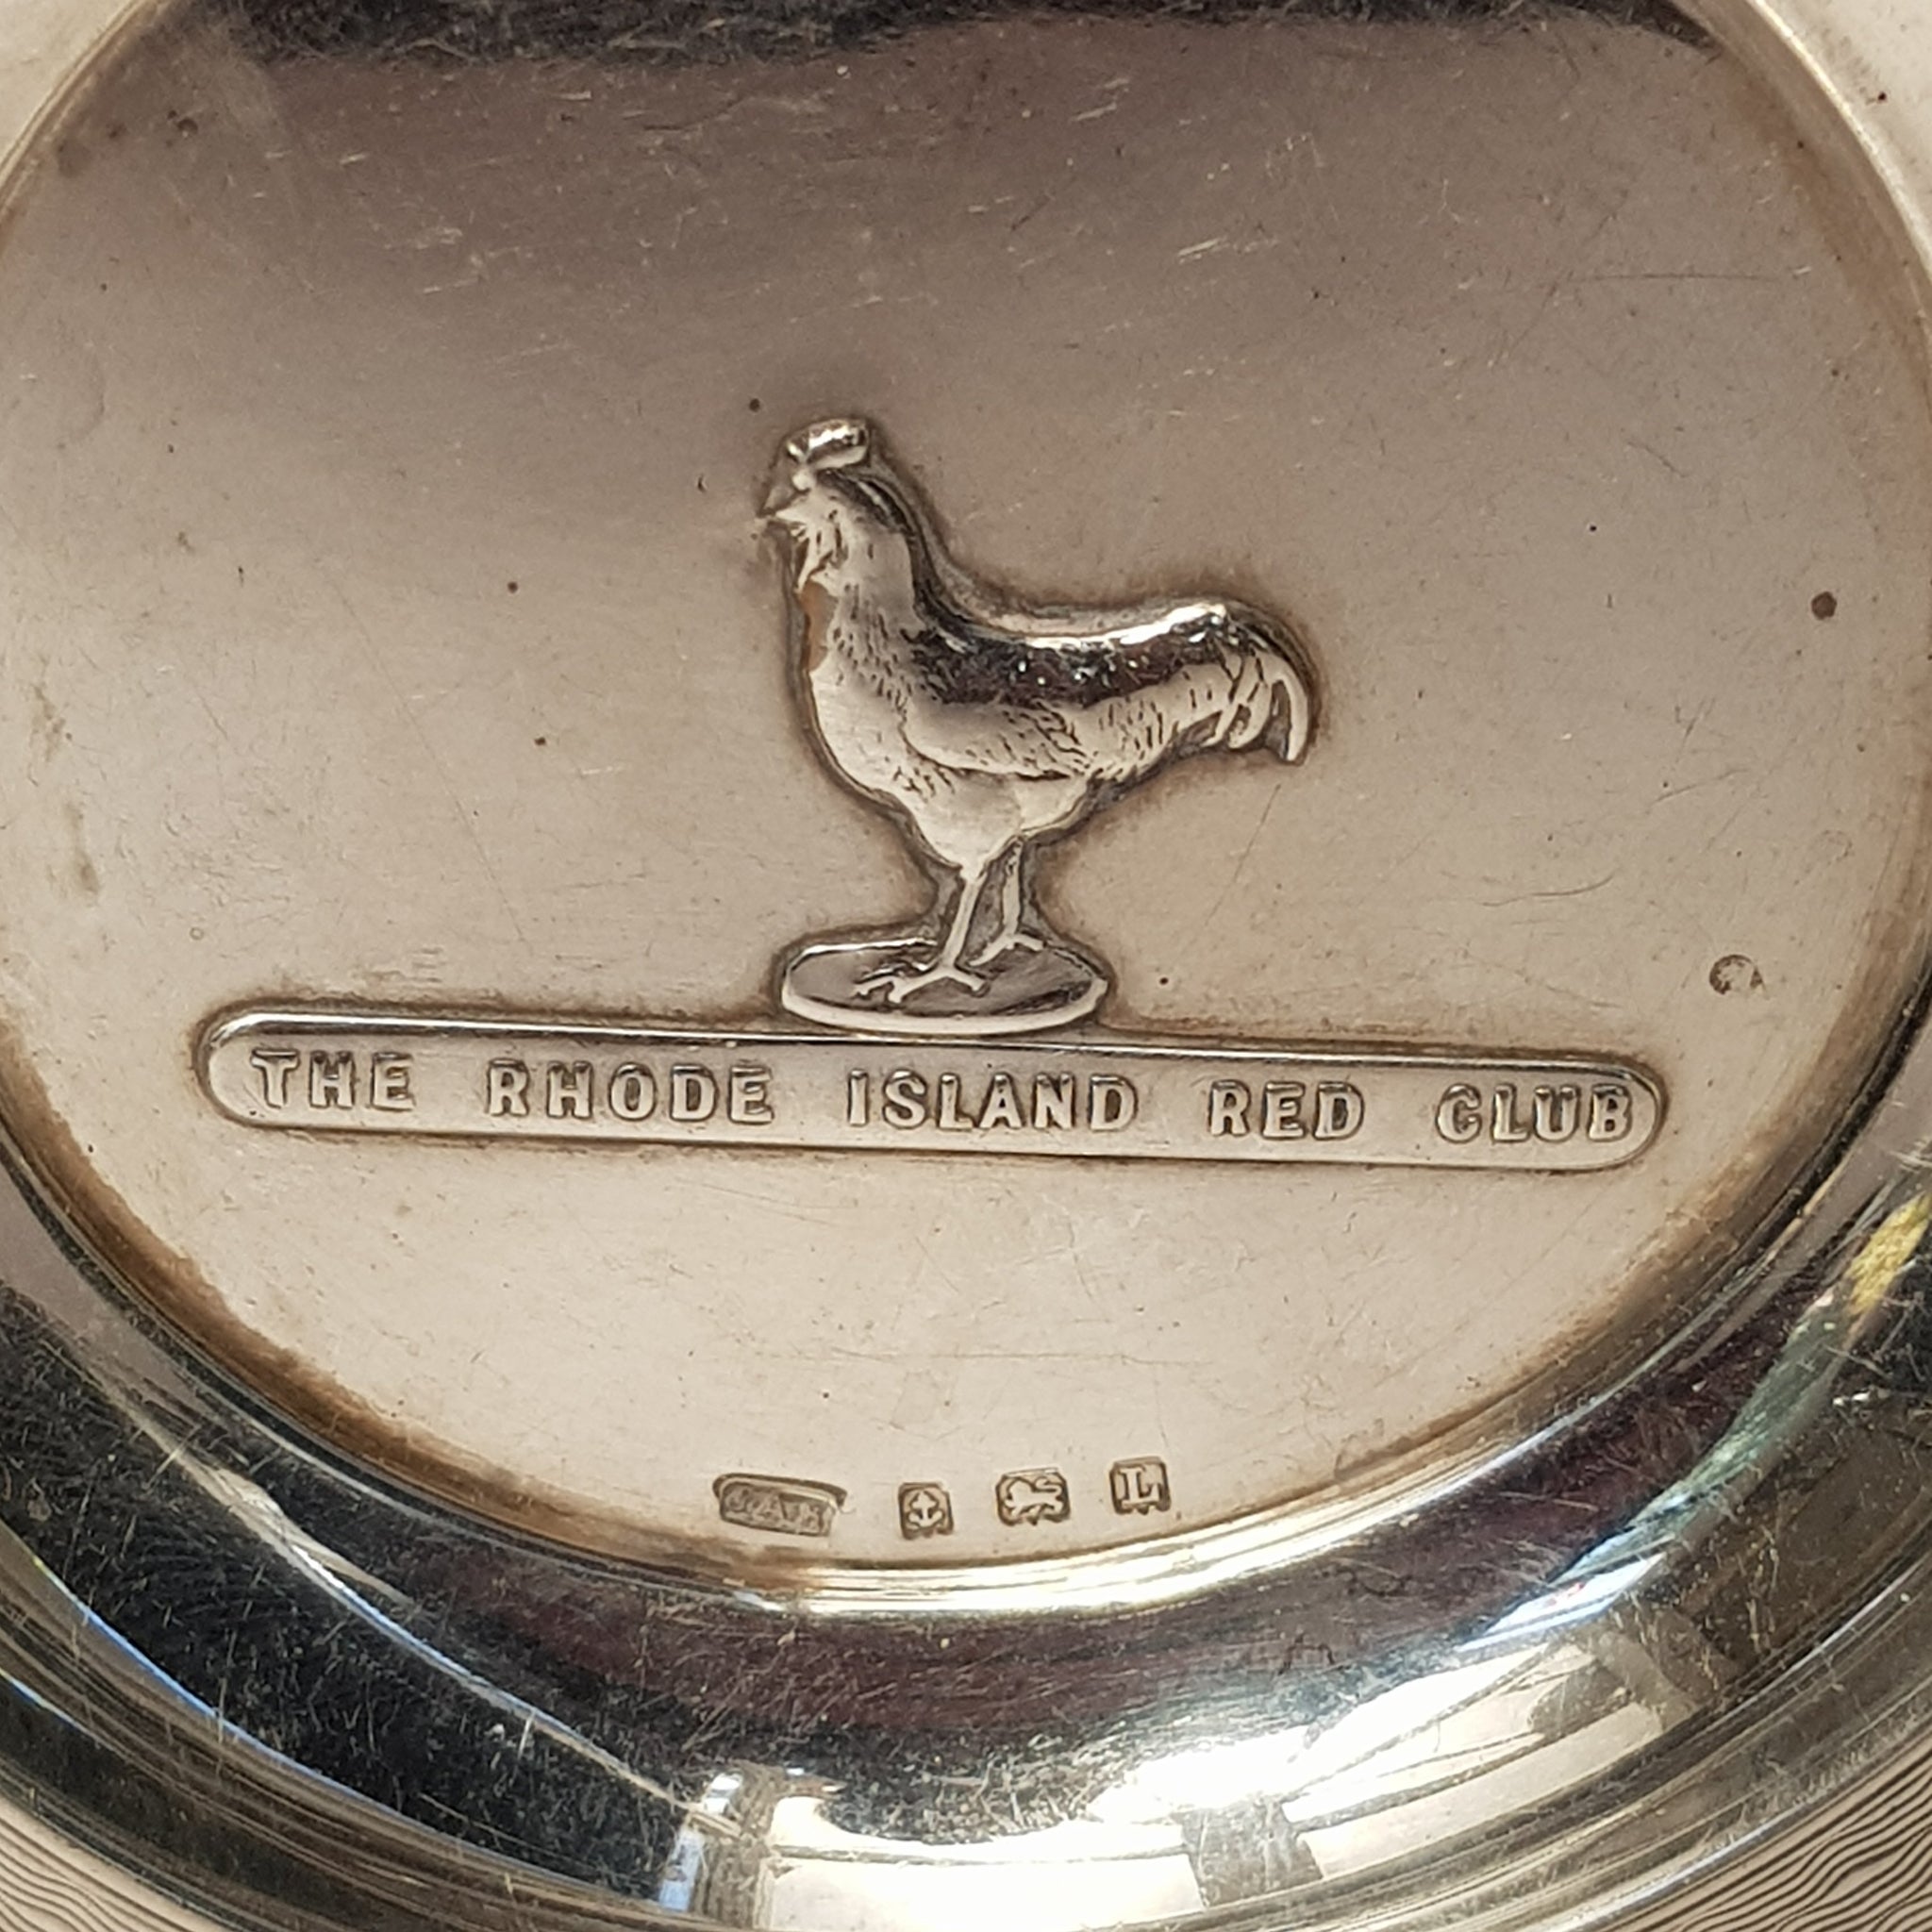 THE RHODE ISLAND RED CLUB
L